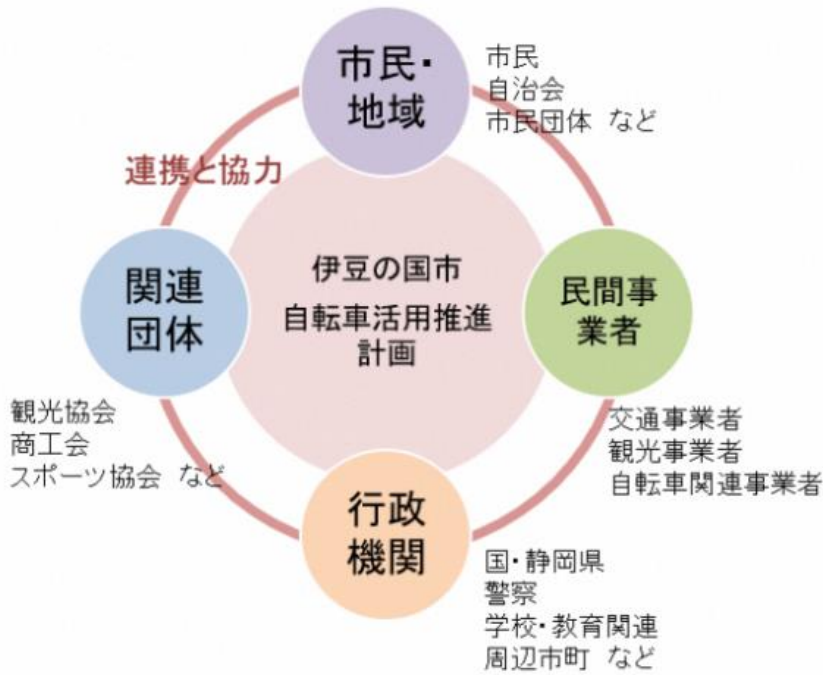 市民・
地域
市民
自治会
市民団体 など
連携と協力
伊豆の国市
自転車活用推進
計画
関連
団体
観光協会
商工会
スポーツ協会 など
民間事
業者
交通事業者
観光事業者
自転車関連事業者
行政
機関
国・静岡県
警察
学校・教育関連
周辺市町 など